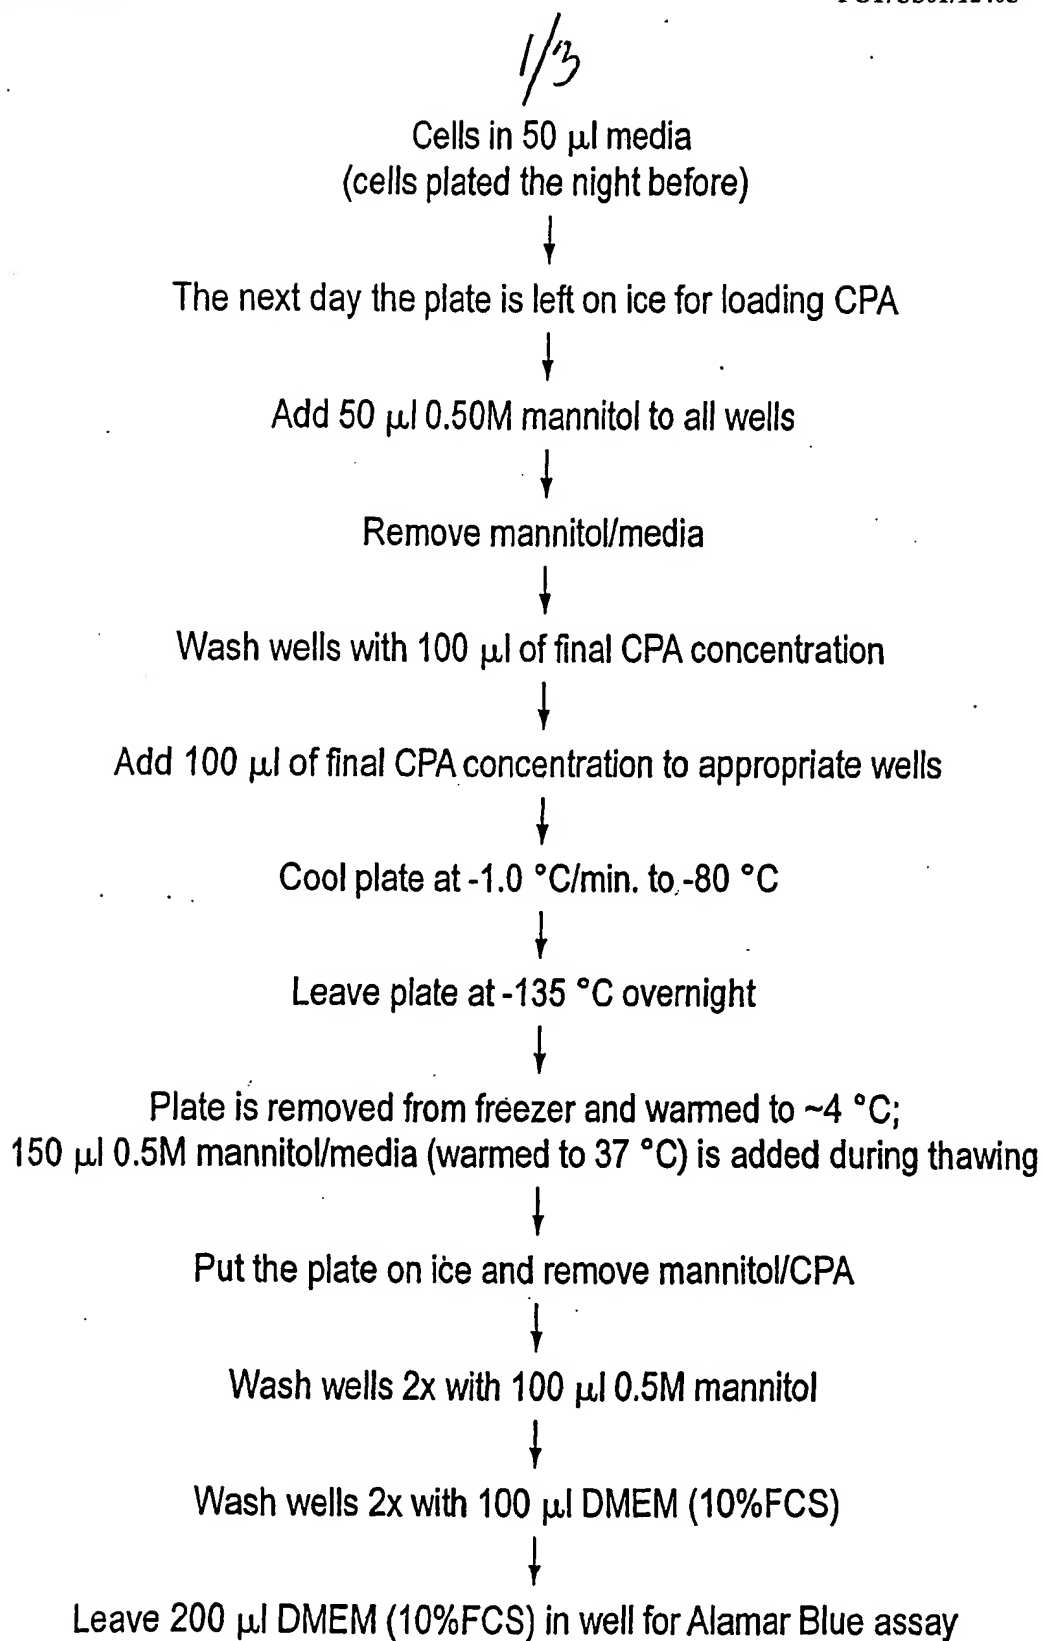 1/3
Cells in 50 µl media
(cells plated the night before)
The next day the plate is left on ice for loading CPA
Add 50 µl 0.50M mannitol to all wells
Remove mannitol/media
Wash wells with 100 µl of final CPA concentration
Add 100 µl of final CPA concentration to appropriate wells
Cool plate at -1.0 °C/min. to -80 °C
Leave plate at -135 °C overnight
Plate is removed from freezer and warmed to ~4 °C;
150 µl 0.5M mannitol/media (warmed to 37 °C) is added during thawing
Put the plate on ice and remove mannitol/CPA
Wash wells 2x with 100 µl 0.5M mannitol
Wash wells 2x with 100 µl DMEM (10%FCS)
Leave 200 µl DMEM (10%FCS) in well for Alamar Blue assay